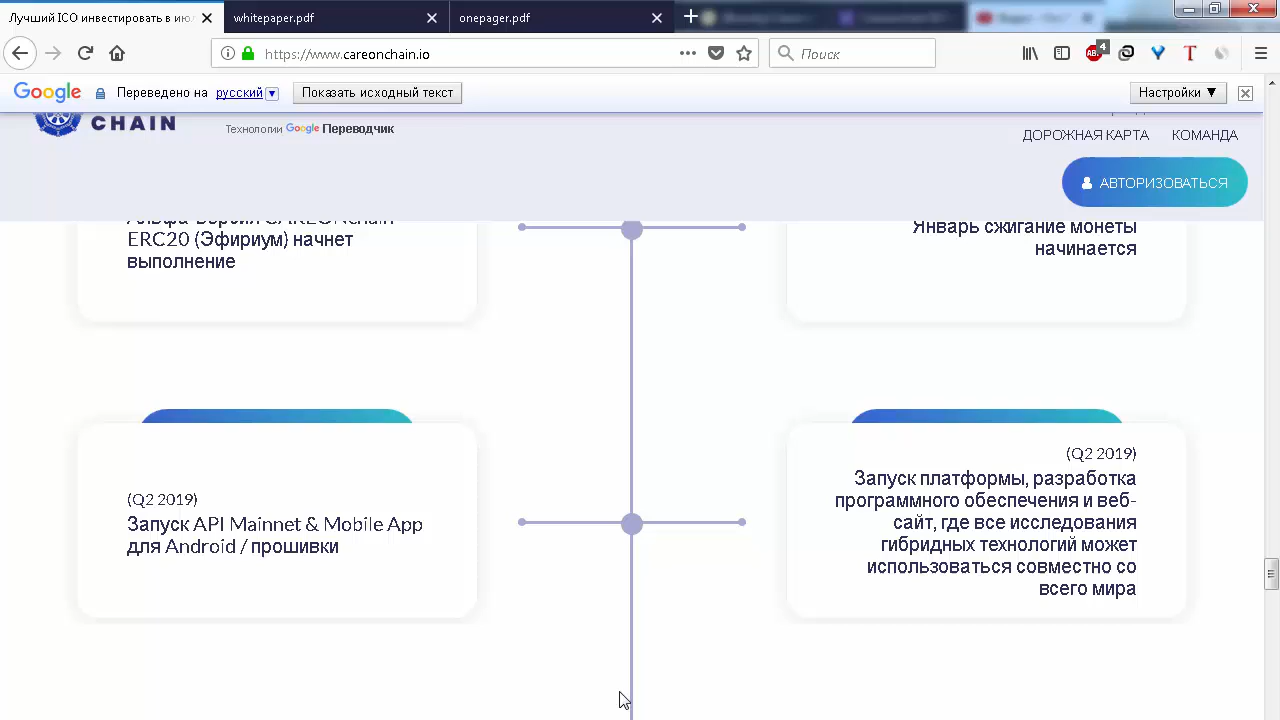 Лучший ICO инвестировать в июл
whitepaper.pdf
onepager.pdf
https://www.careonchain.io
Поиск
4
Google Переведено на русский Показать исходный текст Настройки ▼
CHAIN
Технологии Google Переводчик
ДОРОЖНАЯ КАРТА КОМАНДА
АВТОРИЗОВАТЬСЯ
ERC20 (Эфириум) начнет
выполнение
Январь сжигание монеты
начинается
(Q2 2019)
Запуск API Mainnet & Mobile App
для Android / прошивки
(Q2 2019)
Запуск платформы, разработка
программного обеспечения и веб-
сайт, где все исследования
гибридных технологий может
использоваться совместно со
всего мира